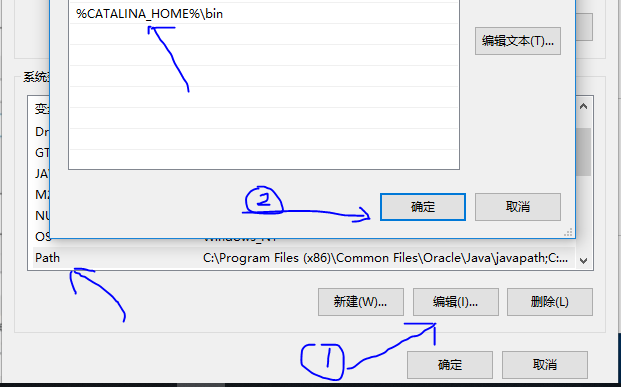 %CATALINA_HOME%\bin
编辑文本(T)...
系统
变
Dr
GT
JA
NU
OS Windows_NT
Path C:\Program Files (x86)\Common Files\Oracle\Java\javapath;C:...
2
确定 取消
新建(W)... 编辑(I)... 删除(L)
1
确定 取消